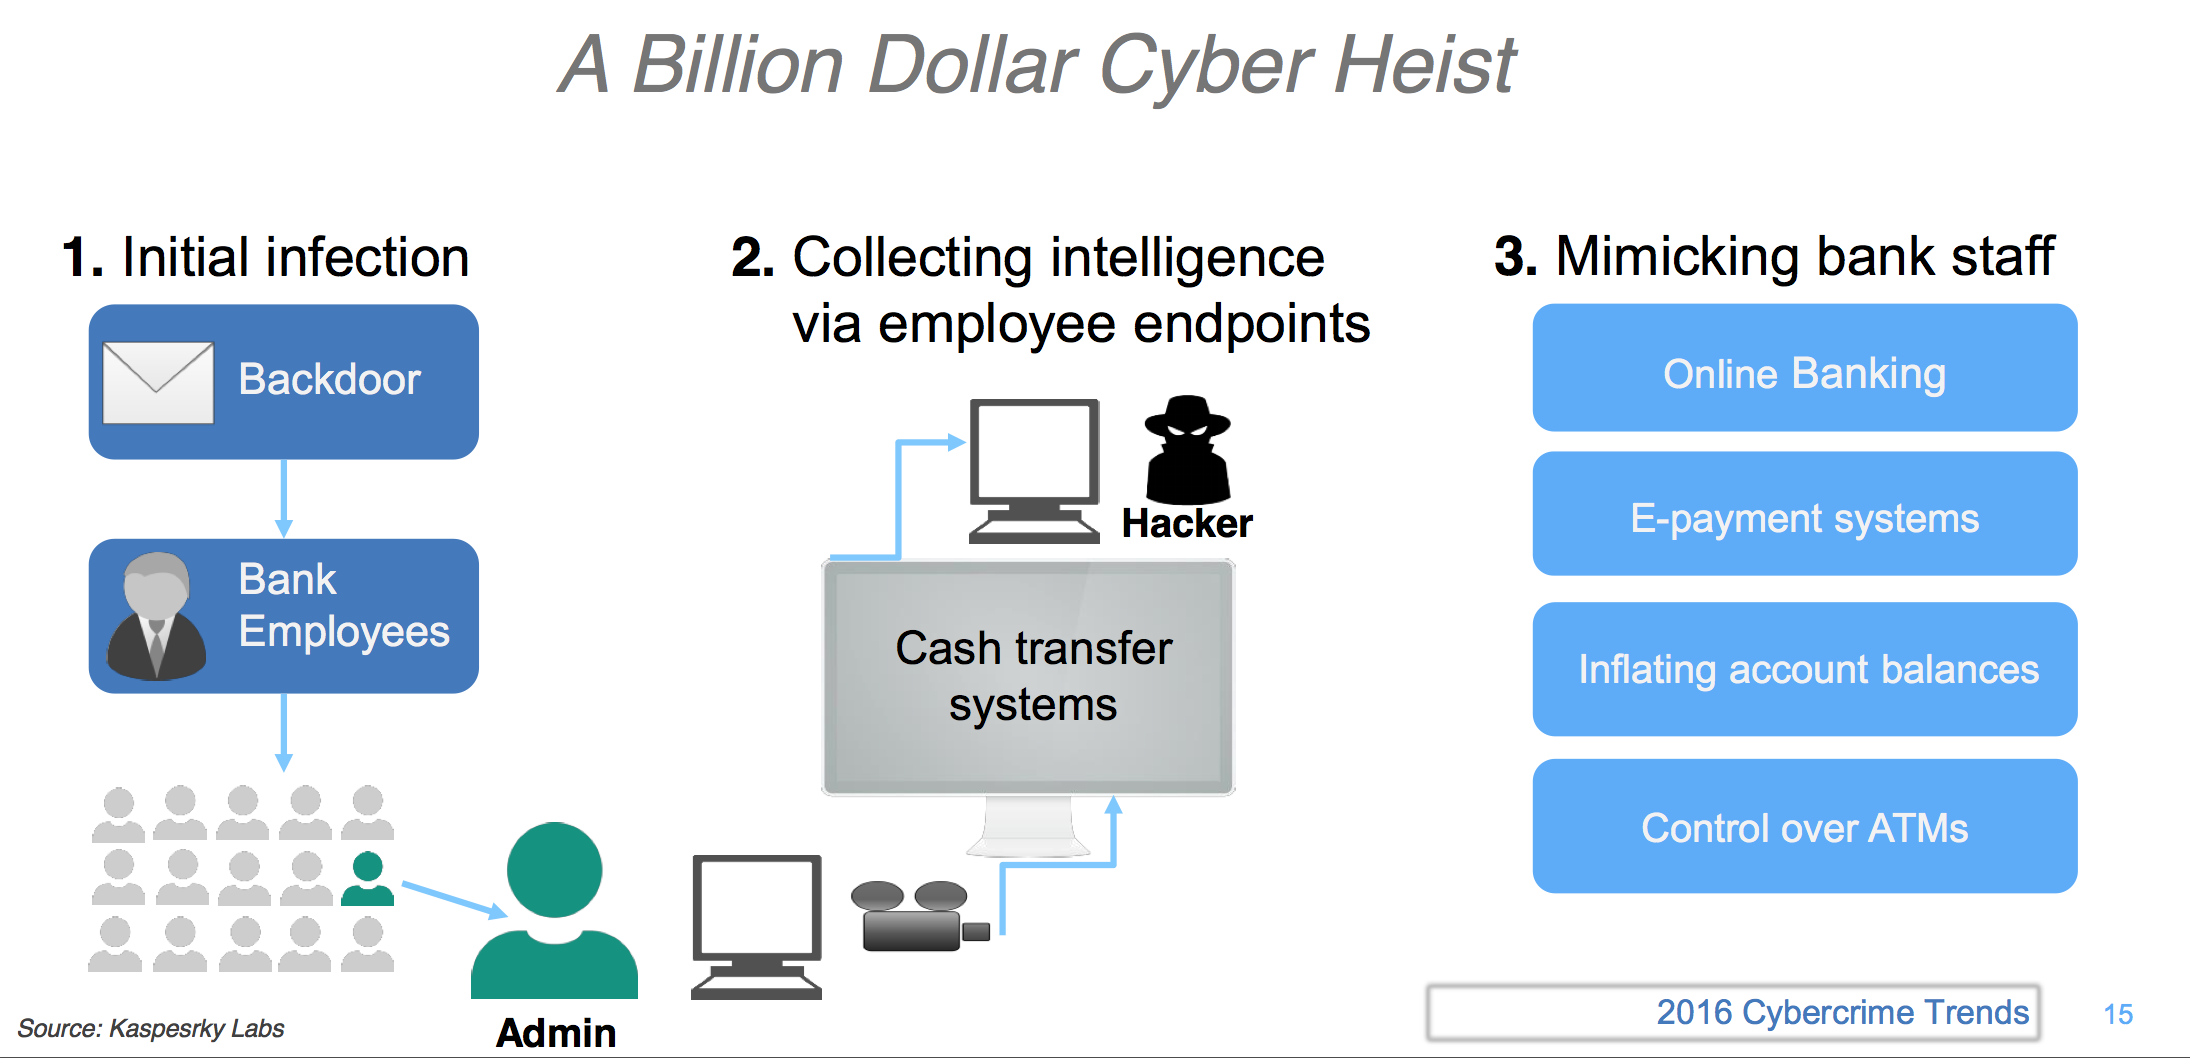 A Billion Dollar Cyber Heist
1. Initial infection
Backdoor
Bank
Employees
Admin
2. Collecting intelligence
via employee endpoints
Hacker
Cash transfer
systems
3. Mimicking bank staff
Online Banking
E-payment systems
Inflating account balances
Control over ATMs
Source: Kaspesrky Labs
2016 Cybercrime Trends
15